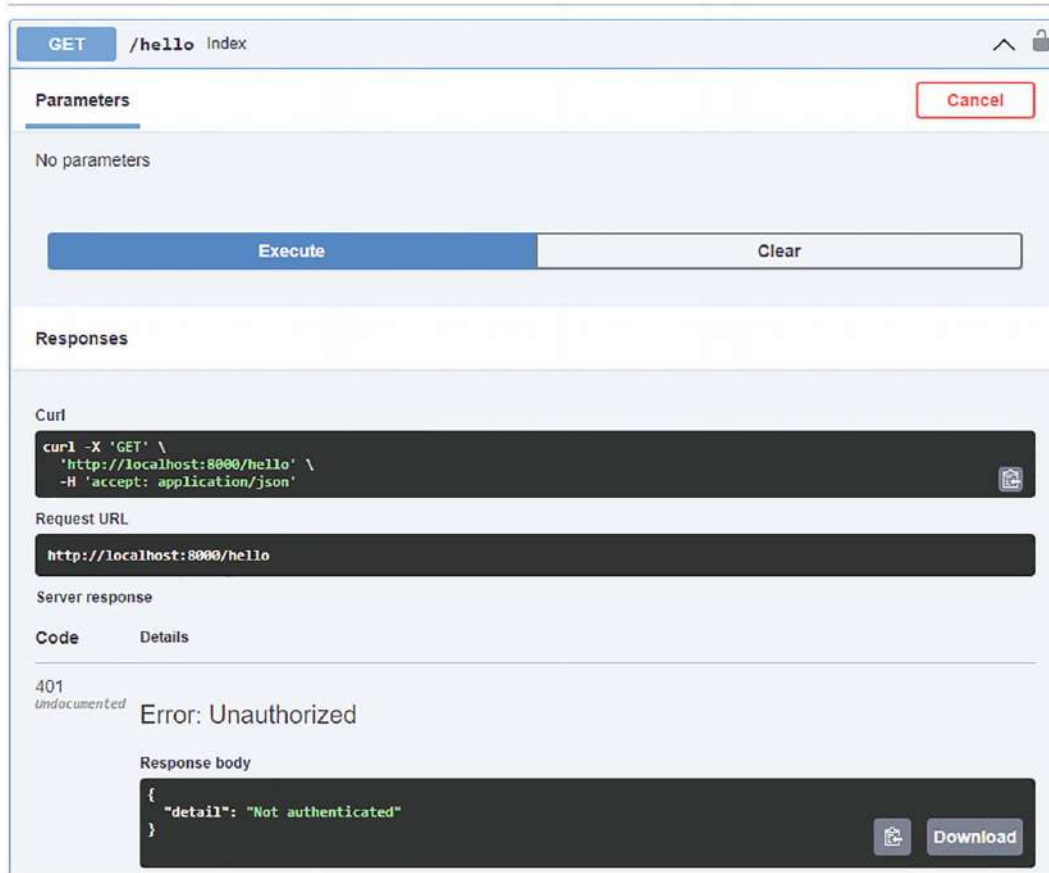 GET /hello Index
Parameters
Cancel
No parameters
Execute
Clear
Responses
Curl
curl -X 'GET' \
'http://localhost:8000/hello' \
-H 'accept: application/json'
Request URL
http://localhost:8000/hello
Server response
Code Details
401
Undocumented
Error: Unauthorized
Response body
{
"detail": "Not authenticated"
}
Download